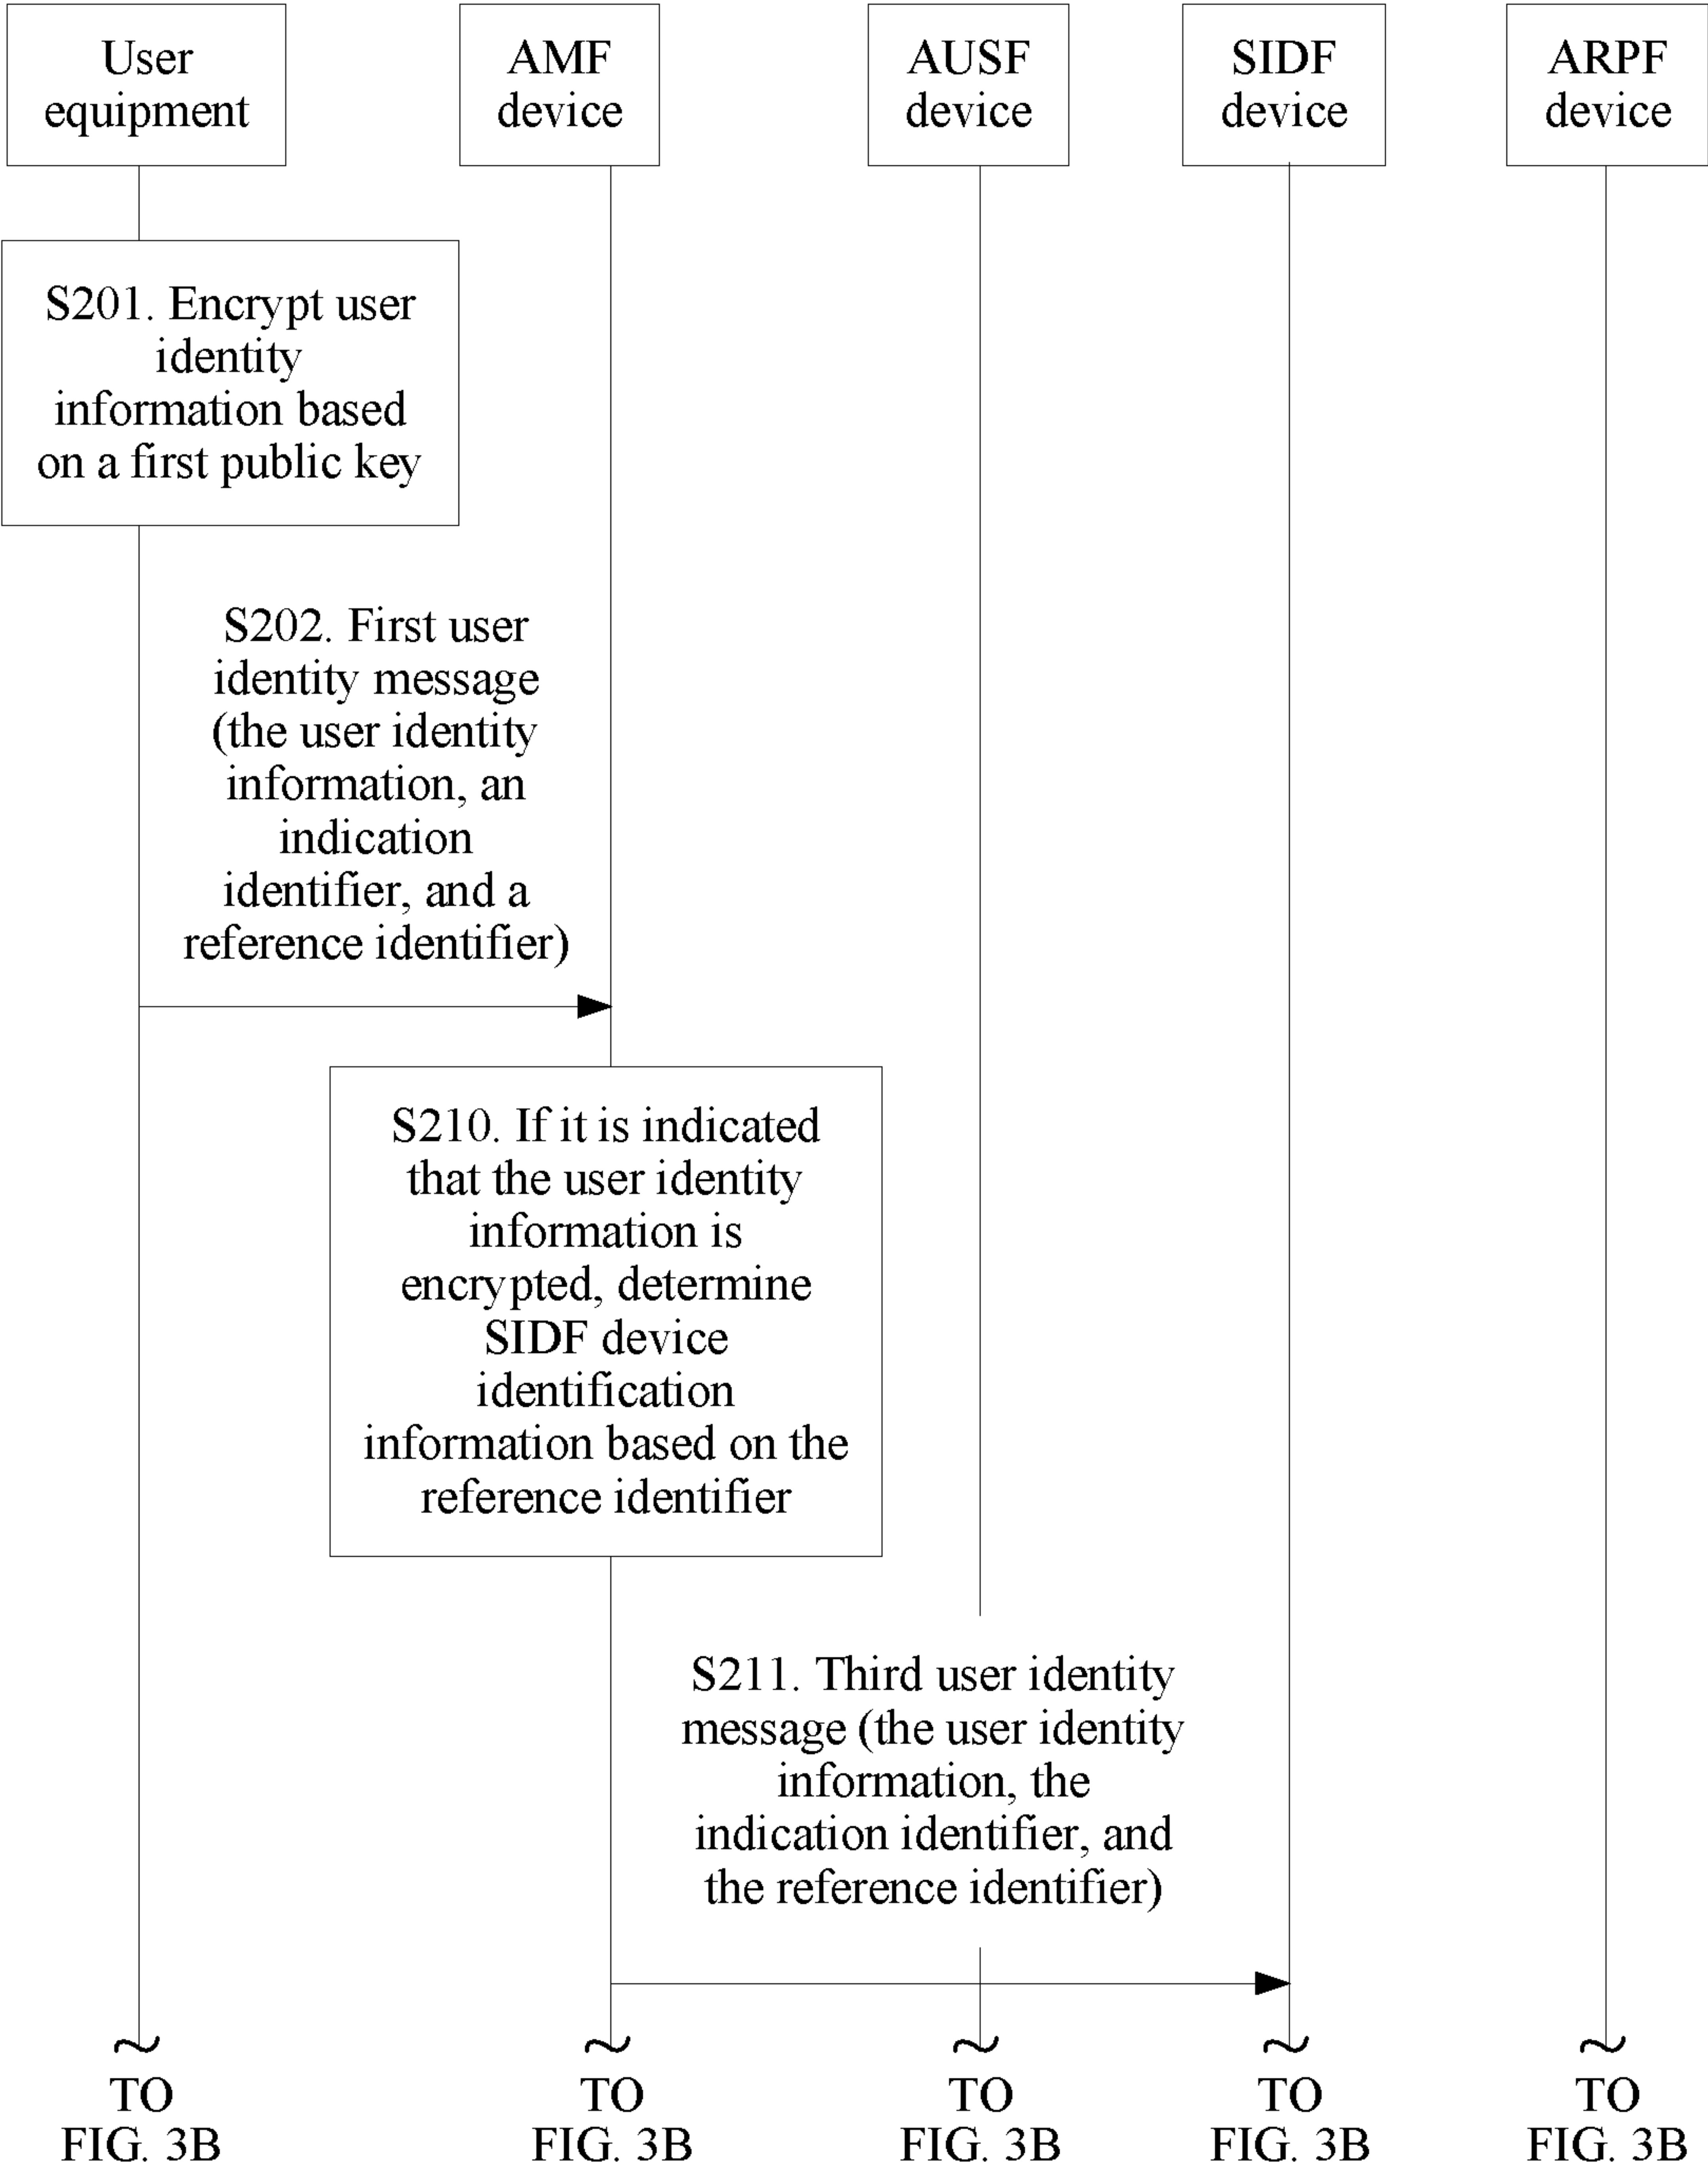 User
equipment
AMF
device
AUSF
device
SIDF
device
ARPF
device
S201. Encrypt user
identity
information based
on a first public key
S202. First user
identity message
(the user identity
information, an
indication
identifier, and a
reference identifier)
S210. If it is indicated
that the user identity
information is
encrypted, determine
SIDF device
identification
information based on the
reference identifier
S211. Third user identity
message (the user identity
information, the
indication identifier, and
the reference identifier)
TO
FIG. 3B
TO
FIG. 3B
TO
FIG. 3B
TO
FIG. 3B
TO
FIG. 3B